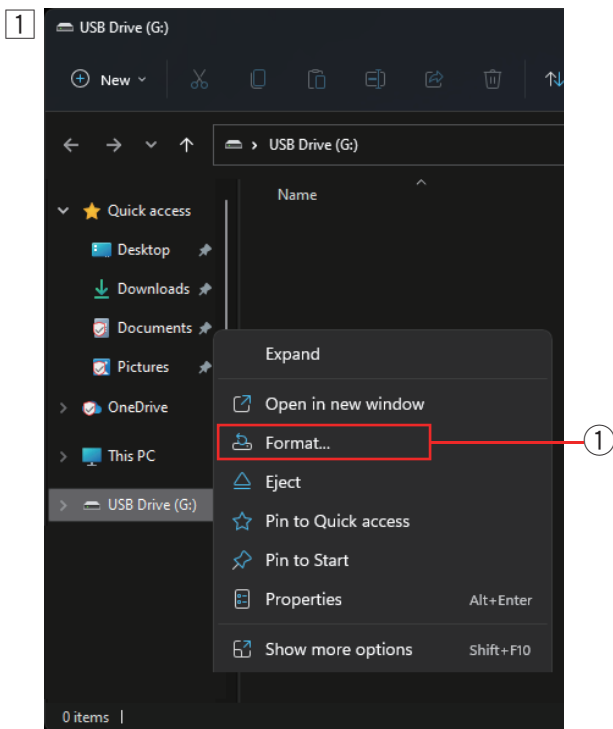 1
USB Drive (G:)
New
USB Drive (G:)
Name
Quick access
Desktop
Downloads
Documents
Pictures
OneDrive
This PC
USB Drive (G:)
Expand
Open in new window
Format...
1
Eject
Pin to Quick access
Pin to Start
Properties Alt+Enter
Show more options Shift+F10
0 items